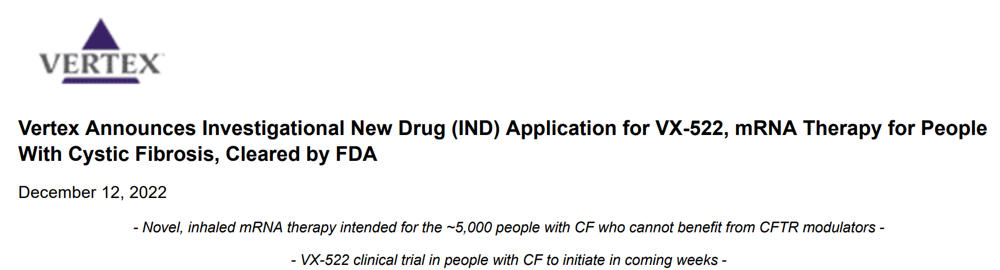 VERTEX
Vertex Announces Investigational New Drug (IND) Application for VX-522, mRNA Therapy for People
With Cystic Fibrosis, Cleared by FDA
December 12, 2022
- Novel, inhaled mRNA therapy intended for the ~5,000 people with CF who cannot benefit from CFTR modulators -
- VX-522 clinical trial in people with CF to initiate in coming weeks -